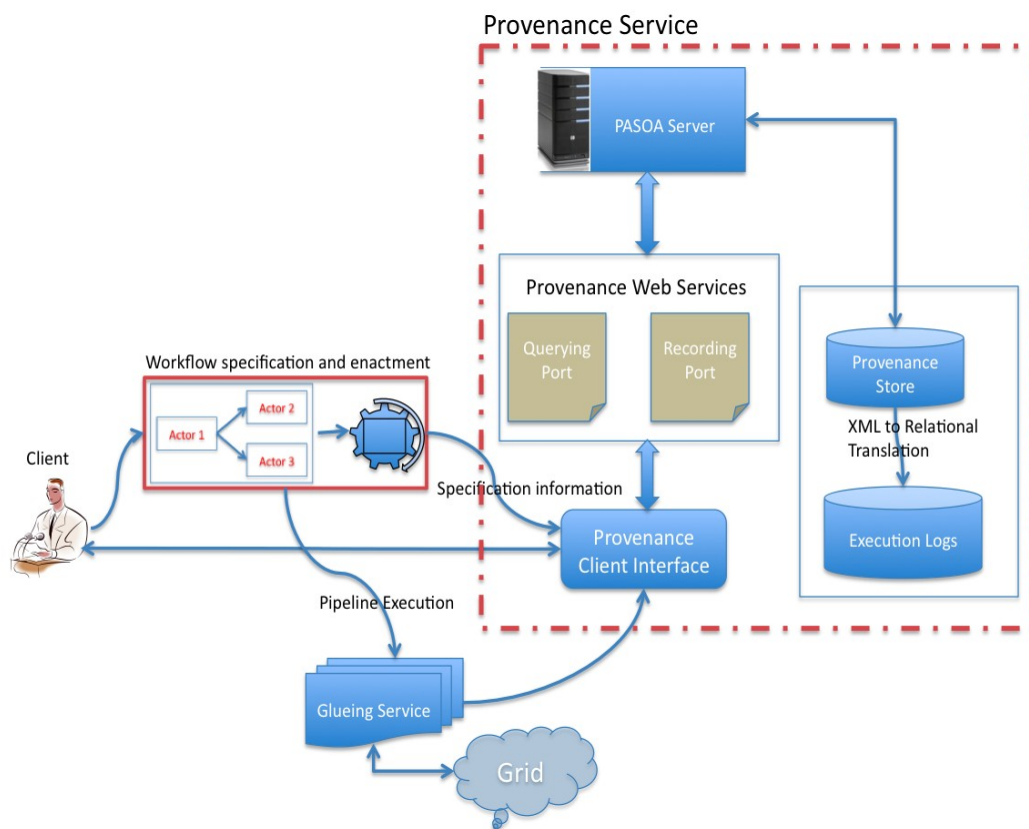 Provenance Service
PASOA Server
Provenance Web Services
Querying
Port
Recording
Port
Provenance
Store
XML to Relational
Translation
Execution Logs
Workflow specification and enactment
Actor 1
Actor 2
Actor 3
Client
Specification information
Provenance
Client Interface
Pipeline Execution
Glueing Service
Grid